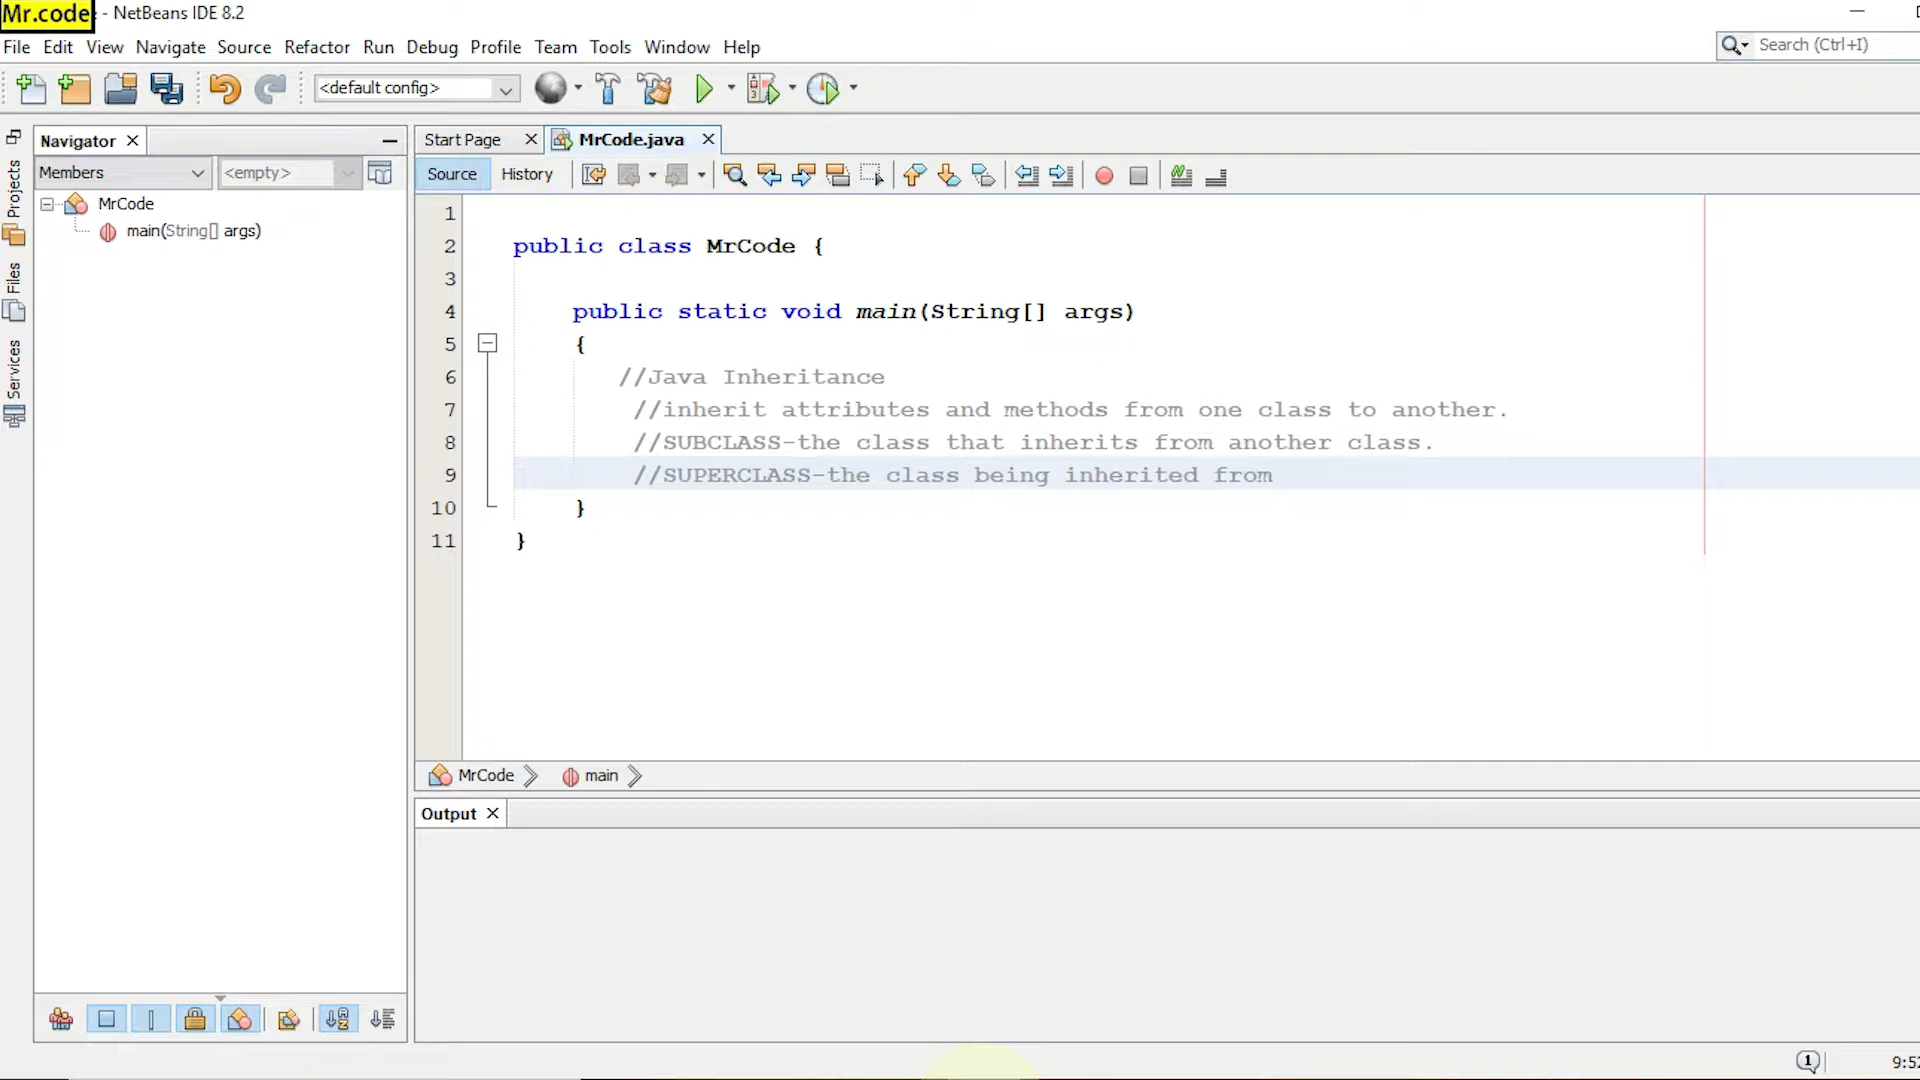 Mr.code - NetBeans IDE 8.2
File Edit View Navigate Source Refactor Run Debug Profile Team Tools Window Help
Search (Ctrl+I)
<default config>
Projects
Files
Services
Navigator
Members
<empty>
MrCode
main(String[] args)
Start Page
MrCode.java
Source History
1
2 public class MrCode {
3
4 public static void main(String[] args)
5 {
6 //Java Inheritance
7 //inherit attributes and methods from one class to another.
8 //SUBCLASS-the class that inherits from another class.
9 //SUPERCLASS-the class being inherited from
10 }
11 }
MrCode main
Output
1
9:52